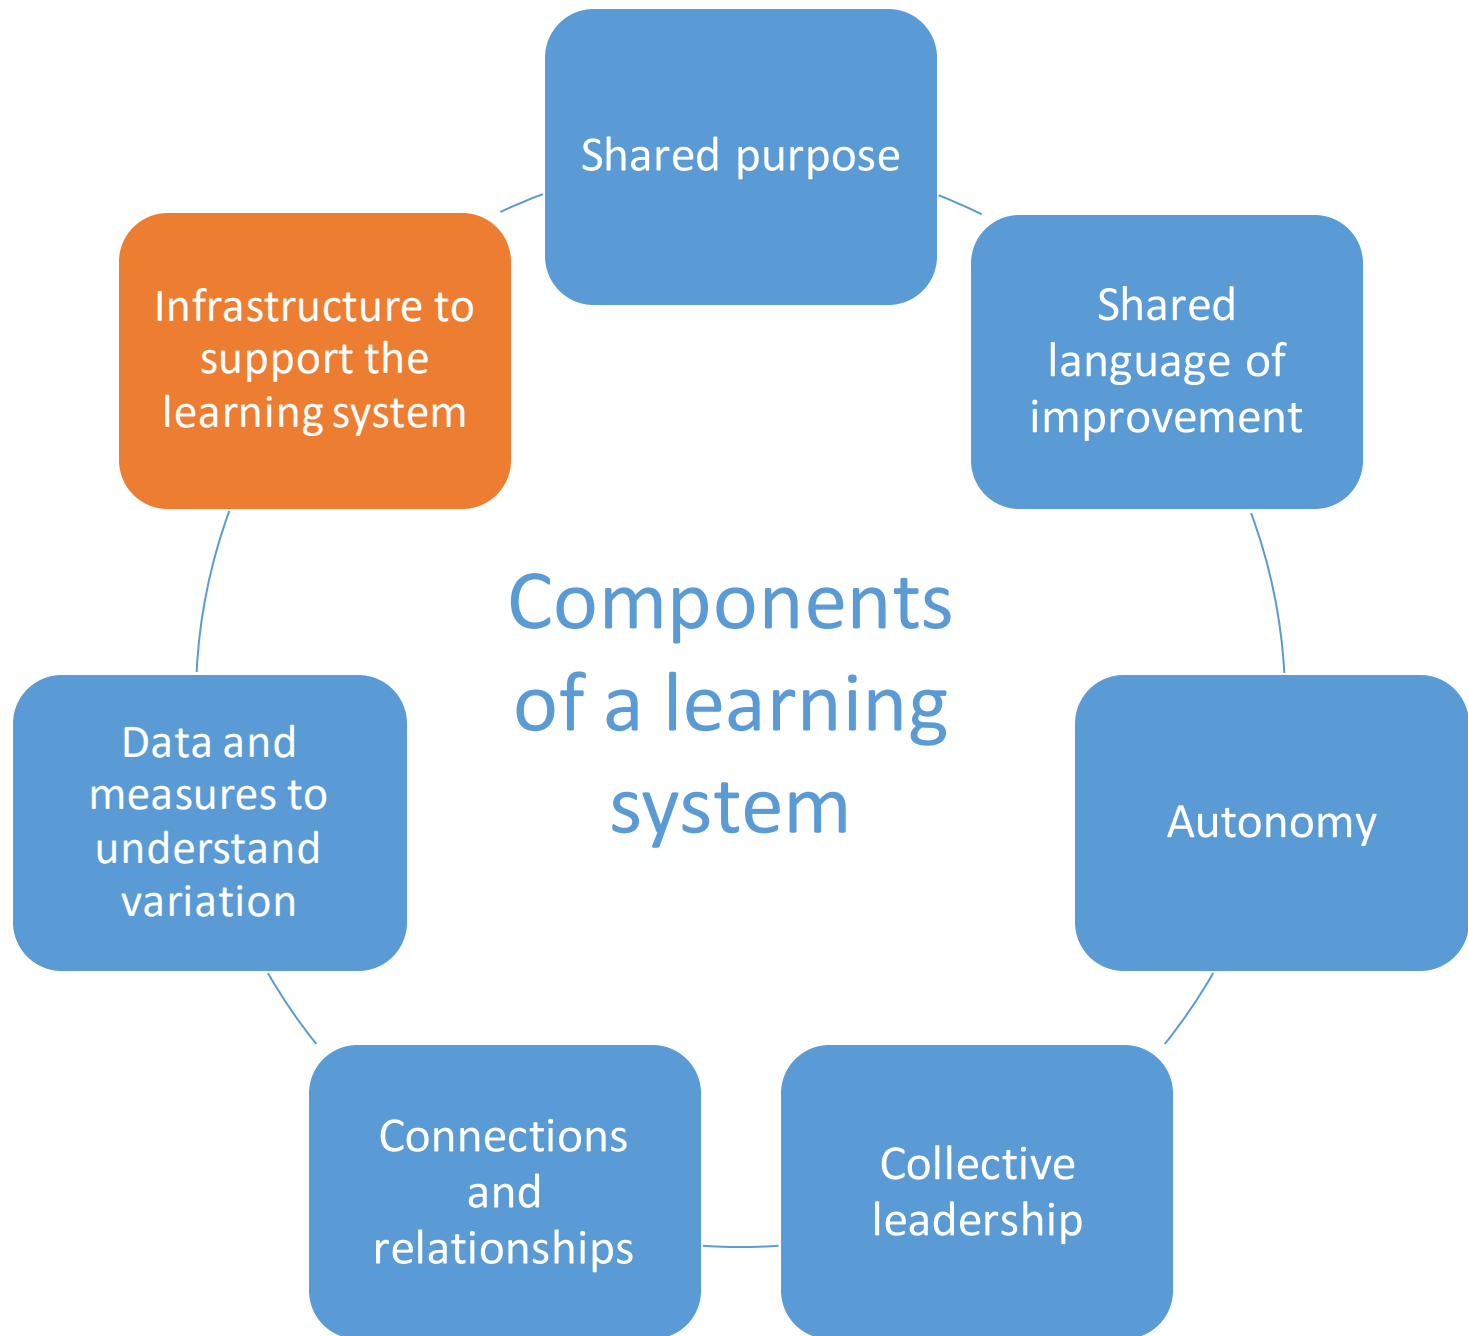 Shared purpose
Shared
language of
improvement
Autonomy
Collective
leadership
Connections
and
relationships
Data and
measures to
understand
variation
Infrastructure to
support the
learning system
Components
of a learning
system